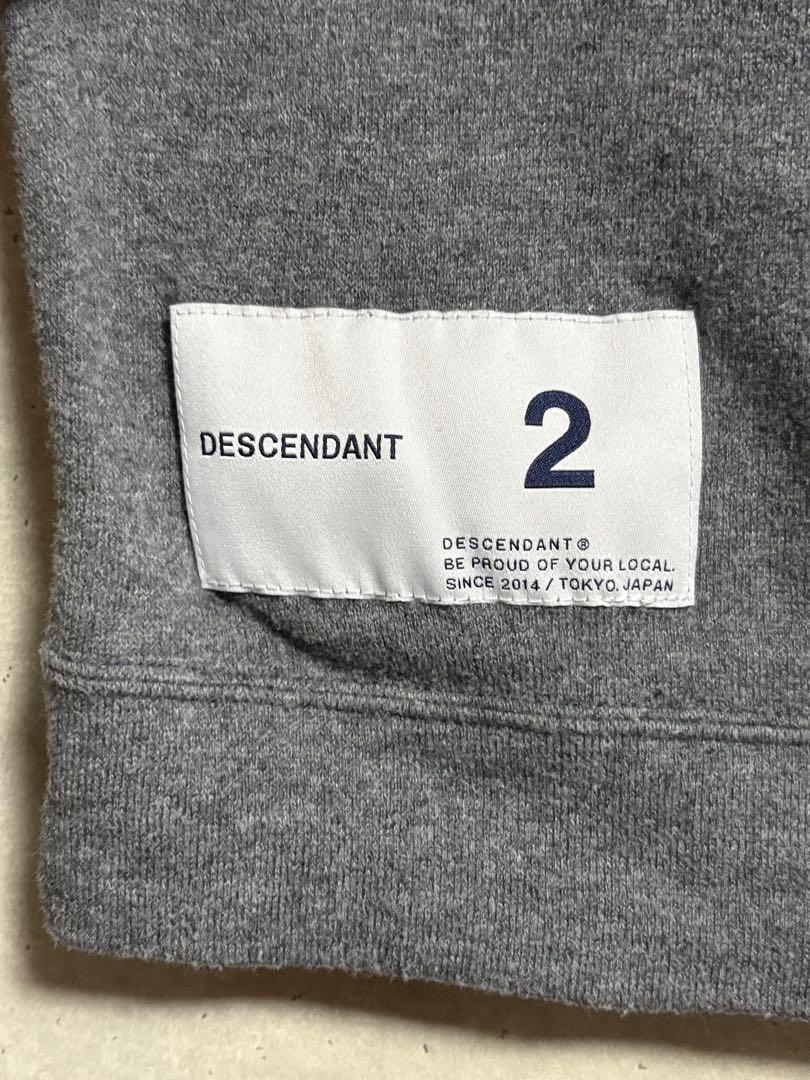 DESCENDANT
2
DESCENDANT®
BE PROUD OF YOUR LOCAL.
SINCE 2014 / TOKYO, JAPAN